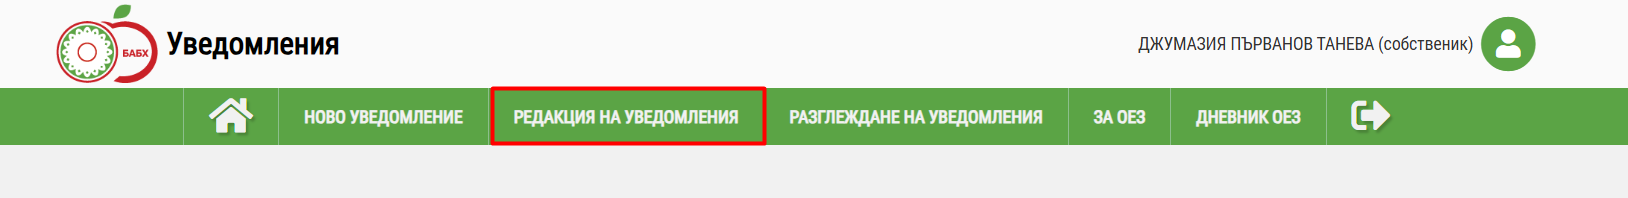 БАБХ
Уведомления
ДЖУМАЗИЯ ПЪРВАНОВ ТАНЕВА (собственик)
НОВО УВЕДОМЛЕНИЕ
РЕДАКЦИЯ НА УВЕДОМЛЕНИЯ
РАЗГЛЕЖДАНЕ НА УВЕДОМЛЕНИЯ
ЗА ОЕЗ
ДНЕВНИК ОЕЗ